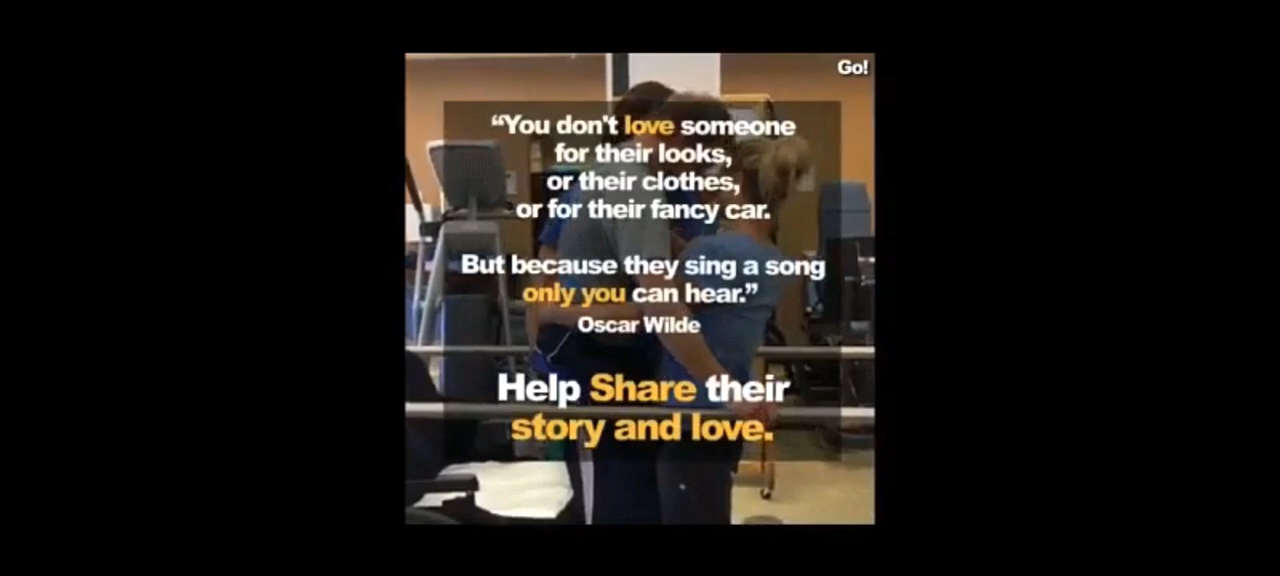 Go!
“You don't love someone
for their looks,
or their clothes,
or for their fancy car.
But because they sing a song
only you can hear.”
Oscar Wilde
Help Share their
story and love.